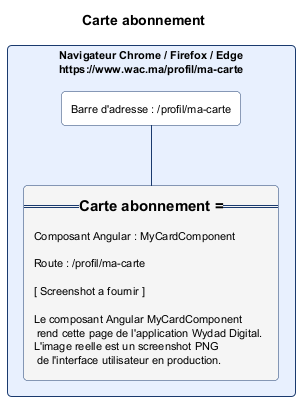 Carte abonnement
Navigateur Chrome / Firefox / Edge
https://www.wac.ma/profil/ma-carte
Barre d'adresse : /profil/ma-carte
Carte abonnement =
Composant Angular : MyCardComponent
Route : /profil/ma-carte
[ Screenshot a fournir ]
Le composant Angular MyCardComponent
rend cette page de l'application Wydad Digital.
L'image reelle est un screenshot PNG
de l'interface utilisateur en production.